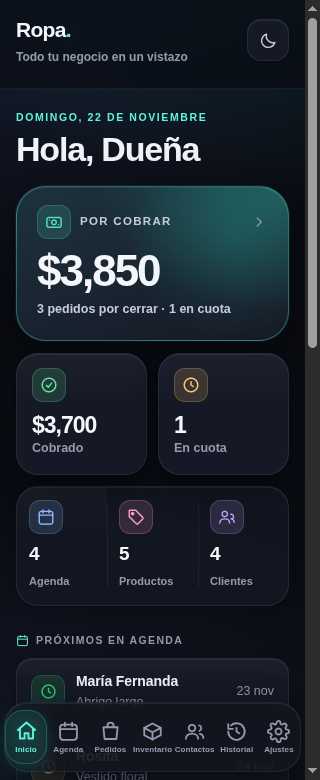 Ropa.
Todo tu negocio en un vistazo
DOMINGO, 22 DE NOVIEMBRE
Hola, Dueña
POR COBRAR
$3,850
3 pedidos por cerrar · 1 en cuota
$3,700
Cobrado
1
En cuota
4
Agenda
5
Productos
4
Clientes
PRÓXIMOS EN AGENDA
María Fernanda
Abrigo largo
23 nov
Rosita
Vestido floral
24 nov
Inicio
Agenda
Pedidos
Inventario
Contactos
Historial
Ajustes